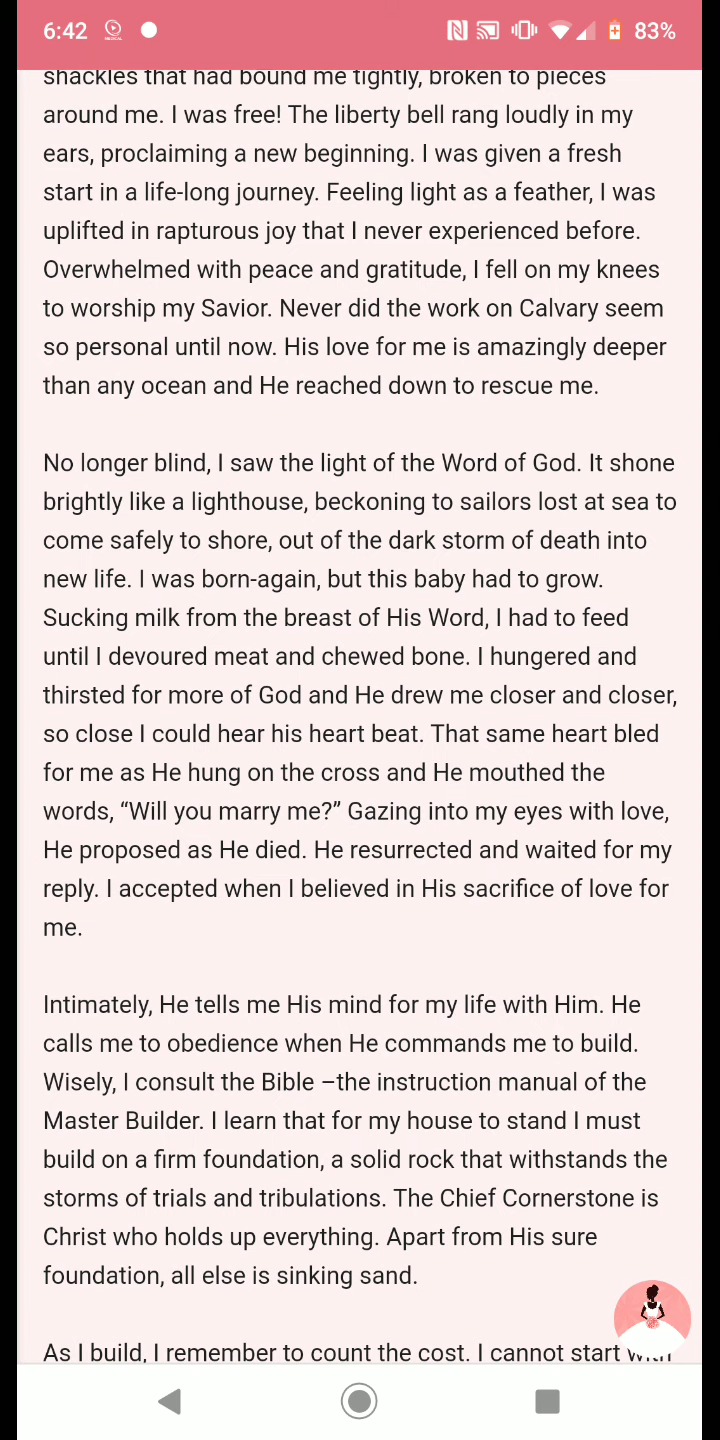 6:42
83%
shackles that had bound me tightly, broken to pieces
around me. I was free! The liberty bell rang loudly in my
ears, proclaiming a new beginning. I was given a fresh
start in a life-long journey. Feeling light as a feather, I was
uplifted in rapturous joy that I never experienced before.
Overwhelmed with peace and gratitude, I fell on my knees
to worship my Savior. Never did the work on Calvary seem
so personal until now. His love for me is amazingly deeper
than any ocean and He reached down to rescue me.
No longer blind, I saw the light of the Word of God. It shone
brightly like a lighthouse, beckoning to sailors lost at sea to
come safely to shore, out of the dark storm of death into
new life. I was born-again, but this baby had to grow.
Sucking milk from the breast of His Word, I had to feed
until I devoured meat and chewed bone. I hungered and
thirsted for more of God and He drew me closer and closer,
so close I could hear his heart beat. That same heart bled
for me as He hung on the cross and He mouthed the
words, “Will you marry me?” Gazing into my eyes with love,
He proposed as He died. He resurrected and waited for my
reply. I accepted when I believed in His sacrifice of love for
me.
Intimately, He tells me His mind for my life with Him. He
calls me to obedience when He commands me to build.
Wisely, I consult the Bible –the instruction manual of the
Master Builder. I learn that for my house to stand I must
build on a firm foundation, a solid rock that withstands the
storms of trials and tribulations. The Chief Cornerstone is
Christ who holds up everything. Apart from His sure
foundation, all else is sinking sand.
As I build, I remember to count the cost. I cannot start with